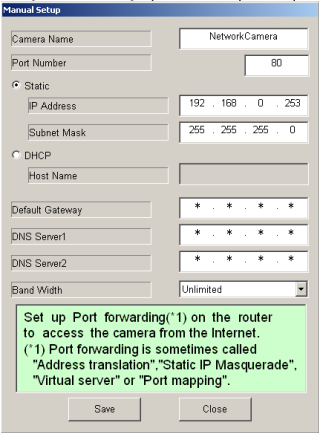 Manual Setup
Camera Name NetworkCamera
Port Number 80
Static
IP Address 192 . 168 . 0 . 253
Subnet Mask 255 . 255 . 255 . 0
DHCP
Host Name
Default Gateway * . * . * . *
DNS Server1 * . * . * . *
DNS Server2 * . * . * . *
Band Width Unlimited
Set up Port forwarding(*1) on the router
to access the camera from the Internet.
(*1) Port forwarding is sometimes called
"Address translation","Static IP Masquerade",
"Virtual server" or "Port mapping".
Save Close